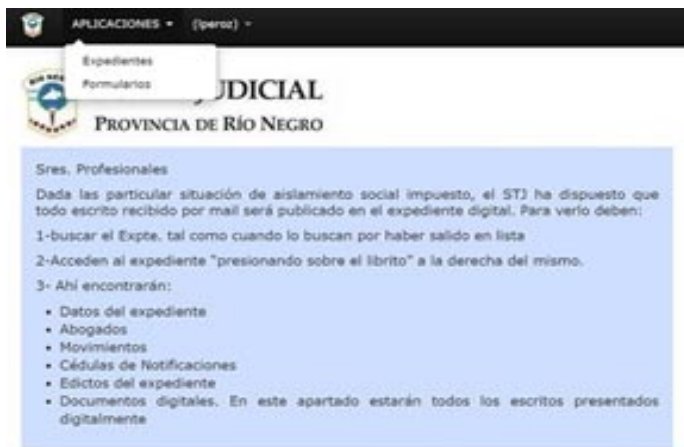 APLICACIONES (lperoz)
Expedientes
Formularios
UDICIAL
PROVINCIA DE RÍO NEGRO
Sres. Profesionales
Dada las particular situación de aislamiento social impuesto, el STJ ha dispuesto que
todo escrito recibido por mail será publicado en el expediente digital. Para verlo deben:
1-buscar el Expte. tal como cuando lo buscan por haber salido en lista
2-Acceden al expediente "presionando sobre el librito" a la derecha del mismo.
3- Ahí encontrarán:
• Datos del expediente
• Abogados
• Movimientos
• Cédulas de Notificaciones
• Edictos del expediente
• Documentos digitales. En este apartado estarán todos los escritos presentados
digitalmente